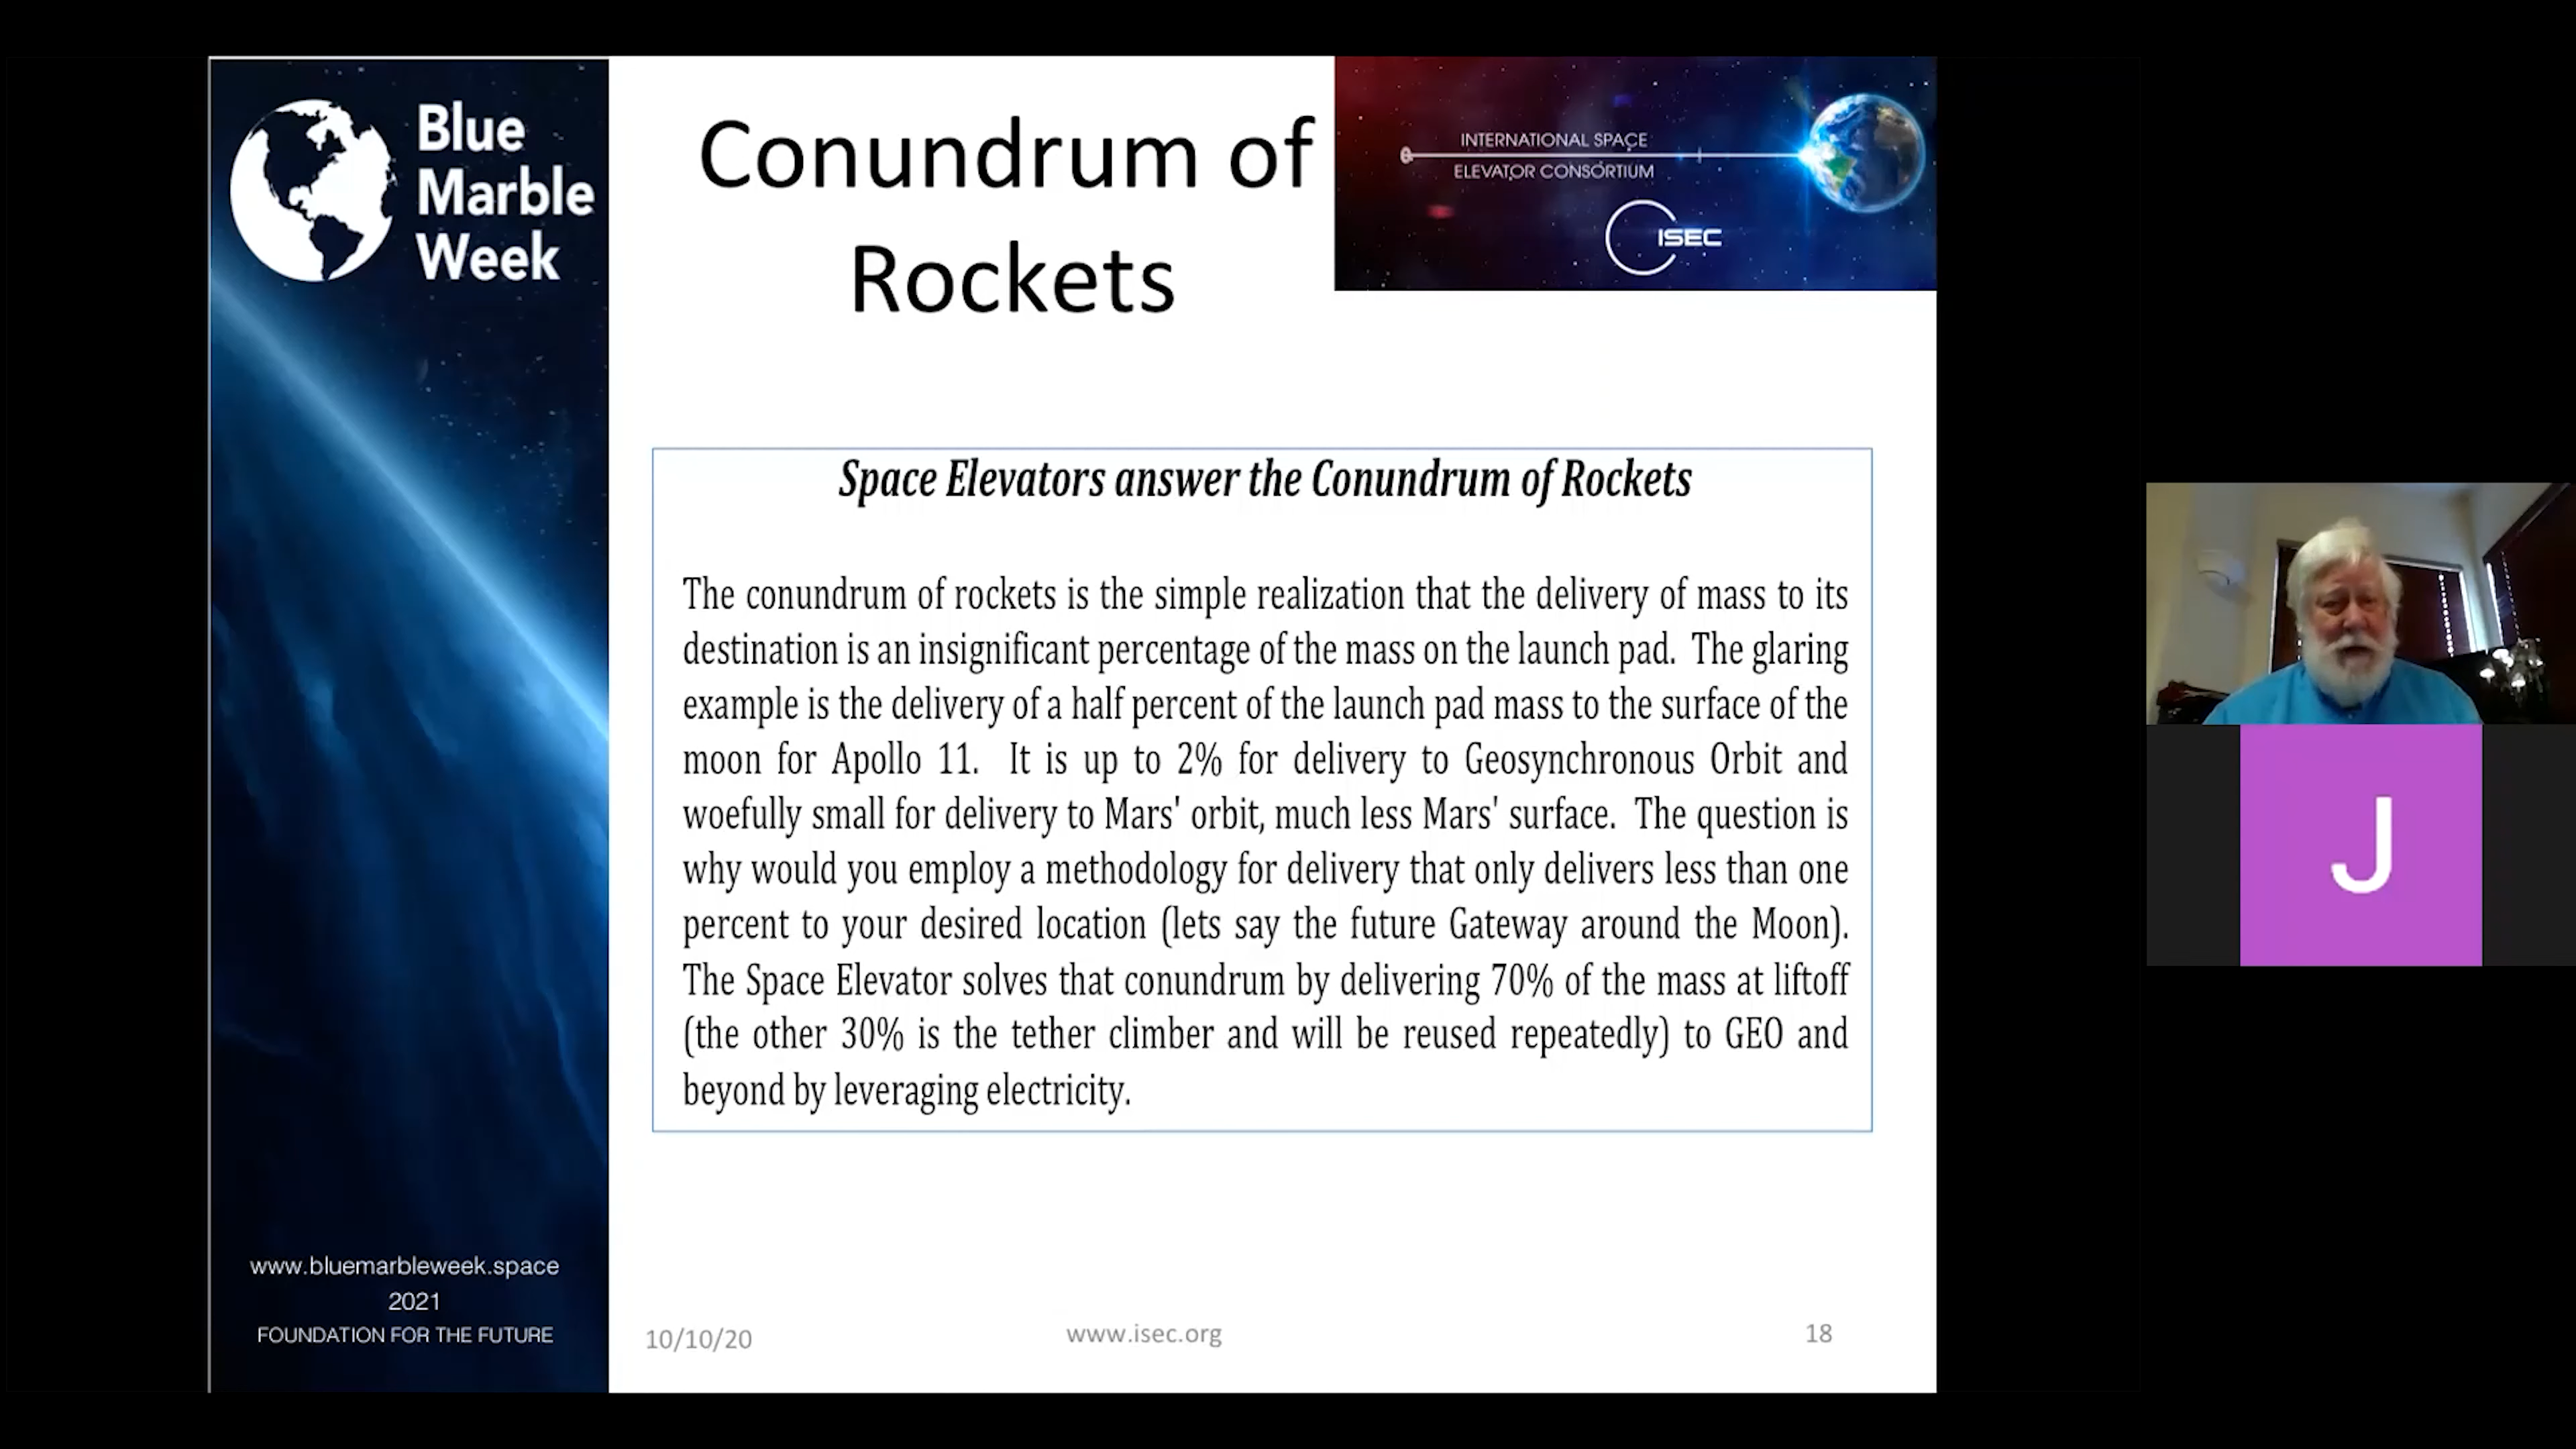 Blue
Marble
Week
Conundrum of
Rockets
INTERNATIONAL SPACE
ELEVATOR CONSORTIUM
ISEC
Space Elevators answer the Conundrum of Rockets
The conundrum of rockets is the simple realization that the delivery of mass to its
destination is an insignificant percentage of the mass on the launch pad. The glaring
example is the delivery of a half percent of the launch pad mass to the surface of the
moon for Apollo 11. It is up to 2% for delivery to Geosynchronous Orbit and
woefully small for delivery to Mars' orbit, much less Mars' surface. The question is
why would you employ a methodology for delivery that only delivers less than one
percent to your desired location (lets say the future Gateway around the Moon).
The Space Elevator solves that conundrum by delivering 70% of the mass at liftoff
(the other 30% is the tether climber and will be reused repeatedly) to GEO and
beyond by leveraging electricity.
www.bluemarbleweek.space
2021
FOUNDATION FOR THE FUTURE
10/10/20
www.isec.org
18
J